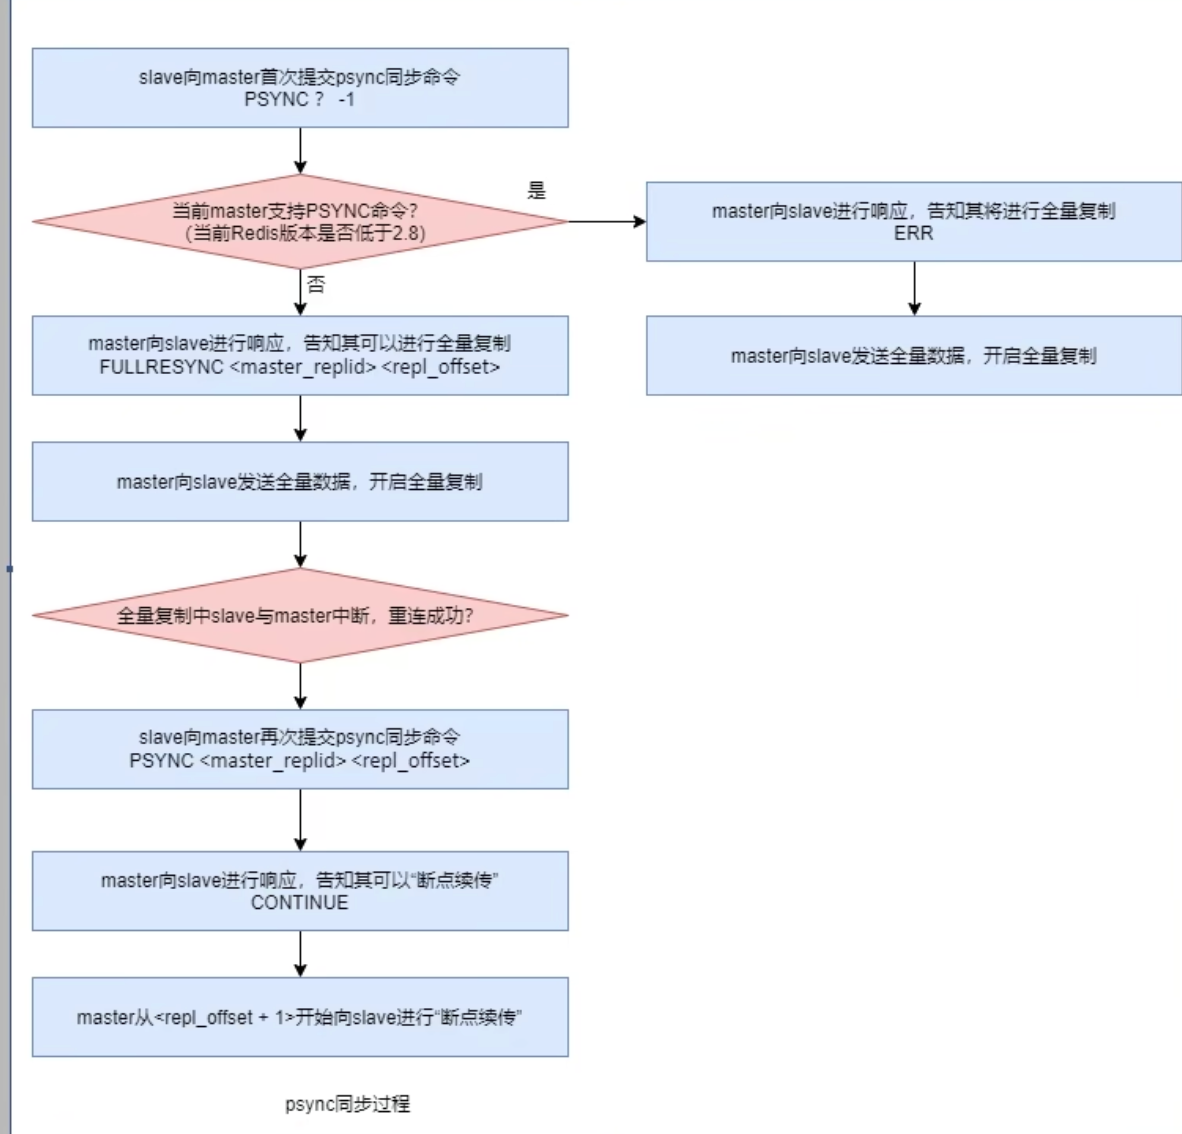 slave向master首次提交psync同步命令
PSYNC ? -1
当前master支持PSYNC命令?
(当前Redis版本是否低于2.8)
是
master向slave进行响应，告知其将进行全量复制
ERR
否
master向slave进行响应，告知其可以进行全量复制
FULLRESYNC <master_replid> <repl_offset>
master向slave发送全量数据，开启全量复制
master向slave发送全量数据，开启全量复制
全量复制中slave与master中断，重连成功?
slave向master再次提交psync同步命令
PSYNC <master_replid> <repl_offset>
master向slave进行响应，告知其可以“断点续传”
CONTINUE
master从<repl_offset + 1>开始向slave进行“断点续传”
psync同步过程